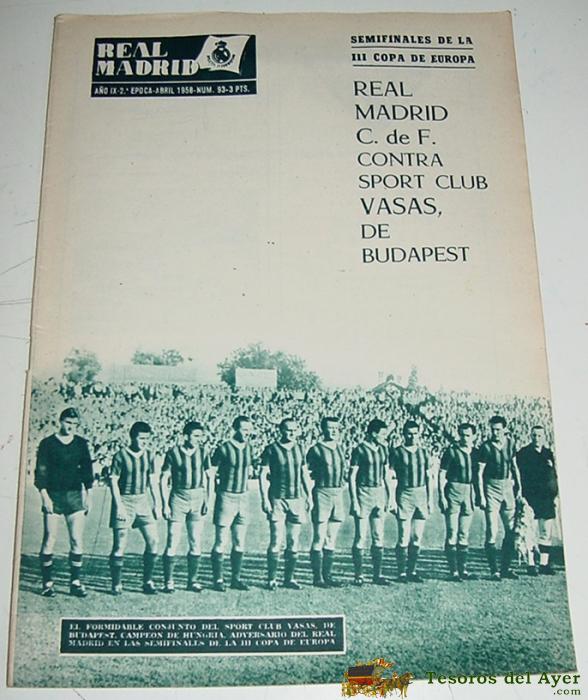 REAL
MADRID
AÑO IX-2.ª EPOCA-ABRIL 1958-NUM. 93-3 PTS.
SEMIFINALES DE LA
III COPA DE EUROPA
REAL
MADRID
C. de F.
CONTRA
SPORT CLUB
VASAS,
DE
BUDAPEST
EL FORMIDABLE CONJUNTO DEL SPORT CLUB VASAS, DE
BUDAPEST, CAMPEON DE HUNGRIA, ADVERSARIO DEL REAL
MADRID EN LAS SEMIFINALES DE LA III COPA DE EUROPA
Tesoros del Ayer
.com